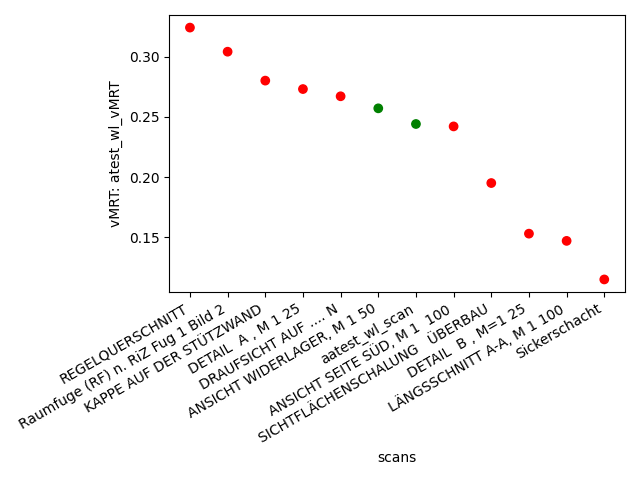 vMRT: atest_wl_vMRT
0.30
0.25
0.20
0.15
REGELQUERSCHNITT
Raumfuge (RF) n. RiZ Fug 1 Bild 2
KAPPE AUF DER STÜTZWAND
DETAIL  A , M 1 25
DRAUFSICHT AUF .... N
ANSICHT WIDERLAGER, M 1 50
aatest_wl_scan
ANSICHT SEITE SÜD, M 1  100
SICHTFLÄCHENSCHALUNG  ÜBERBAU
DETAIL  B , M=1 25
LÄNGSSCHNITT A-A, M 1 100
Sickerschacht
scans